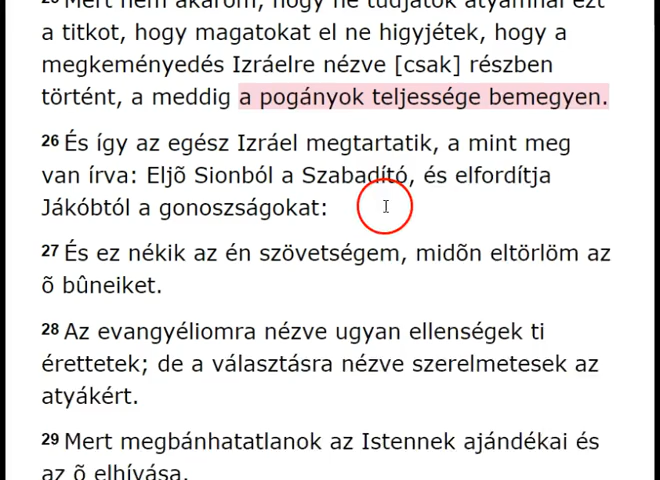 25 Mert nem akarom, hogy ne tudjátok atyámfiai ezt
a titkot, hogy magatokat el ne higyjétek, hogy a
megkeményedés Izráelre nézve [csak] részben
történt, a meddig a pogányok teljessége bemegyen.
26 És így az egész Izráel megtartatik, a mint meg
van írva: Eljõ Sionból a Szabadító, és elfordítja
Jákóbtól a gonoszságokat:
27 És ez nékik az én szövetségem, midõn eltörlöm az
õ bûneiket.
28 Az evangyéliomra nézve ugyan ellenségek ti
érettetek; de a választásra nézve szerelmetesek az
atyákért.
29 Mert megbánhatatlanok az Istennek ajándékai és
az õ elhívása.